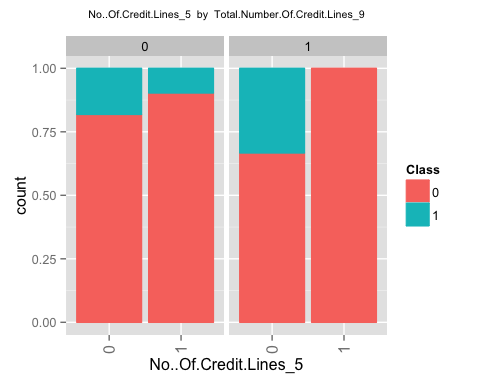 No..Of.Credit.Lines_5 by Total.Number.Of.Credit.Lines_9
0 1
1.00
0.75
0.50
0.25
0.00
count
0 1 0 1
No..Of.Credit.Lines_5
Class
0
1